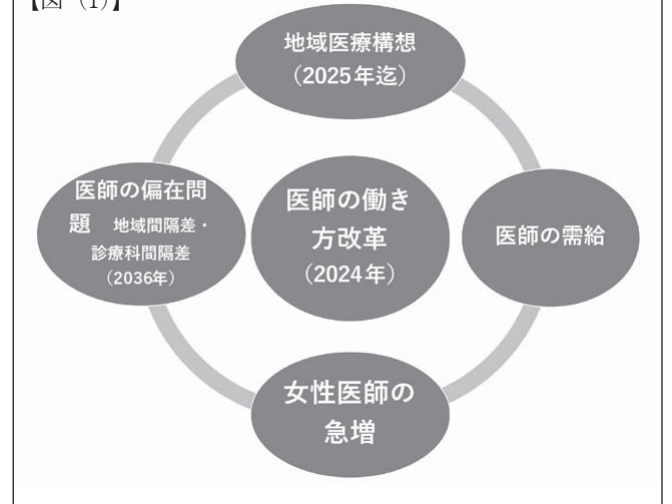 【図（1）】
地域医療構想
（2025年迄）
医師の偏在問
題　地域間隔差・
診療科間隔差
（2036年）
医師の働き
方改革
（2024年）
医師の需給
女性医師の
急増